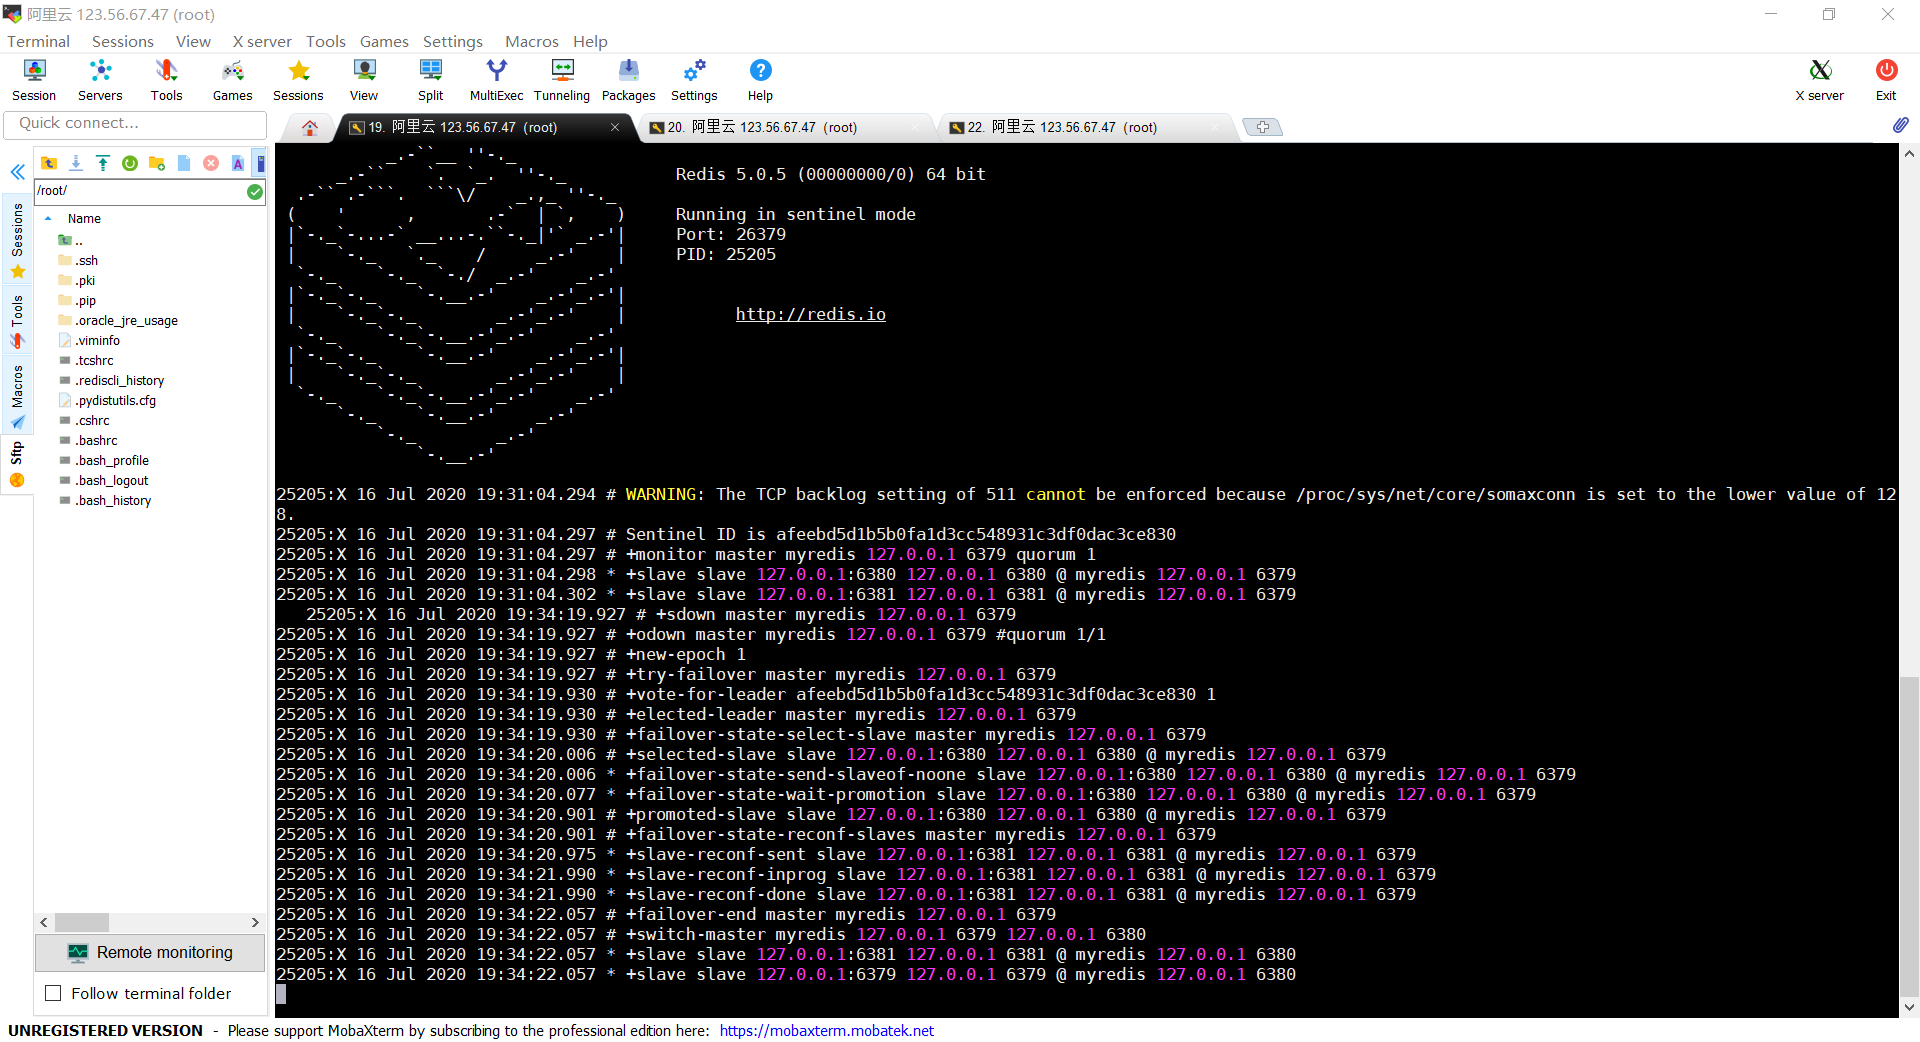 阿里云 123.56.67.47 (root)
Terminal Sessions View X server Tools Games Settings Macros Help
Session Servers Tools Games Sessions View Split MultiExec Tunneling Packages Settings Help X server Exit
Quick connect...
19. 阿里云 123.56.67.47 (root)
20. 阿里云 123.56.67.47 (root)
22. 阿里云 123.56.67.47 (root)
Sessions
Tools
Macros
Sftp
/root/
Name
..
.ssh
.pki
.pip
.oracle_jre_usage
.viminfo
.tcshrc
.rediscli_history
.pydistutils.cfg
.cshrc
.bashrc
.bash_profile
.bash_logout
.bash_history
Remote monitoring
Follow terminal folder
Redis 5.0.5 (00000000/0) 64 bit
Running in sentinel mode
Port: 26379
PID: 25205
http://redis.io
25205:X 16 Jul 2020 19:31:04.294 # WARNING: The TCP backlog setting of 511 cannot be enforced because /proc/sys/net/core/somaxconn is set to the lower value of 12
8.
25205:X 16 Jul 2020 19:31:04.297 # Sentinel ID is afeebd5d1b5b0fa1d3cc548931c3df0dac3ce830
25205:X 16 Jul 2020 19:31:04.297 # +monitor master myredis 127.0.0.1 6379 quorum 1
25205:X 16 Jul 2020 19:31:04.298 * +slave slave 127.0.0.1:6380 127.0.0.1 6380 @ myredis 127.0.0.1 6379
25205:X 16 Jul 2020 19:31:04.302 * +slave slave 127.0.0.1:6381 127.0.0.1 6381 @ myredis 127.0.0.1 6379
25205:X 16 Jul 2020 19:34:19.927 # +sdown master myredis 127.0.0.1 6379
25205:X 16 Jul 2020 19:34:19.927 # +odown master myredis 127.0.0.1 6379 #quorum 1/1
25205:X 16 Jul 2020 19:34:19.927 # +new-epoch 1
25205:X 16 Jul 2020 19:34:19.927 # +try-failover master myredis 127.0.0.1 6379
25205:X 16 Jul 2020 19:34:19.930 # +vote-for-leader afeebd5d1b5b0fa1d3cc548931c3df0dac3ce830 1
25205:X 16 Jul 2020 19:34:19.930 # +elected-leader master myredis 127.0.0.1 6379
25205:X 16 Jul 2020 19:34:19.930 # +failover-state-select-slave master myredis 127.0.0.1 6379
25205:X 16 Jul 2020 19:34:20.006 # +selected-slave slave 127.0.0.1:6380 127.0.0.1 6380 @ myredis 127.0.0.1 6379
25205:X 16 Jul 2020 19:34:20.006 * +failover-state-send-slaveof-noone slave 127.0.0.1:6380 127.0.0.1 6380 @ myredis 127.0.0.1 6379
25205:X 16 Jul 2020 19:34:20.077 * +failover-state-wait-promotion slave 127.0.0.1:6380 127.0.0.1 6380 @ myredis 127.0.0.1 6379
25205:X 16 Jul 2020 19:34:20.901 # +promoted-slave slave 127.0.0.1:6380 127.0.0.1 6380 @ myredis 127.0.0.1 6379
25205:X 16 Jul 2020 19:34:20.901 # +failover-state-reconf-slaves master myredis 127.0.0.1 6379
25205:X 16 Jul 2020 19:34:20.975 * +slave-reconf-sent slave 127.0.0.1:6381 127.0.0.1 6381 @ myredis 127.0.0.1 6379
25205:X 16 Jul 2020 19:34:21.990 * +slave-reconf-inprog slave 127.0.0.1:6381 127.0.0.1 6381 @ myredis 127.0.0.1 6379
25205:X 16 Jul 2020 19:34:21.990 * +slave-reconf-done slave 127.0.0.1:6381 127.0.0.1 6381 @ myredis 127.0.0.1 6379
25205:X 16 Jul 2020 19:34:22.057 # +failover-end master myredis 127.0.0.1 6379
25205:X 16 Jul 2020 19:34:22.057 # +switch-master myredis 127.0.0.1 6379 127.0.0.1 6380
25205:X 16 Jul 2020 19:34:22.057 * +slave slave 127.0.0.1:6381 127.0.0.1 6381 @ myredis 127.0.0.1 6380
25205:X 16 Jul 2020 19:34:22.057 * +slave slave 127.0.0.1:6379 127.0.0.1 6379 @ myredis 127.0.0.1 6380
UNREGISTERED VERSION - Please support MobaXterm by subscribing to the professional edition here: https://mobaxterm.mobatek.net